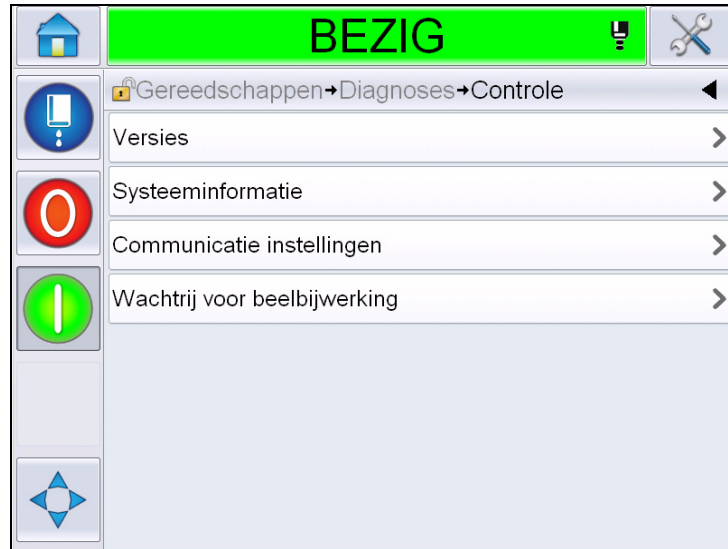 BEZIG
Gereedschappen→Diagnoses→Controle
Versies
Systeeminformatie
Communicatie instellingen
Wachtrij voor beelbijwerking